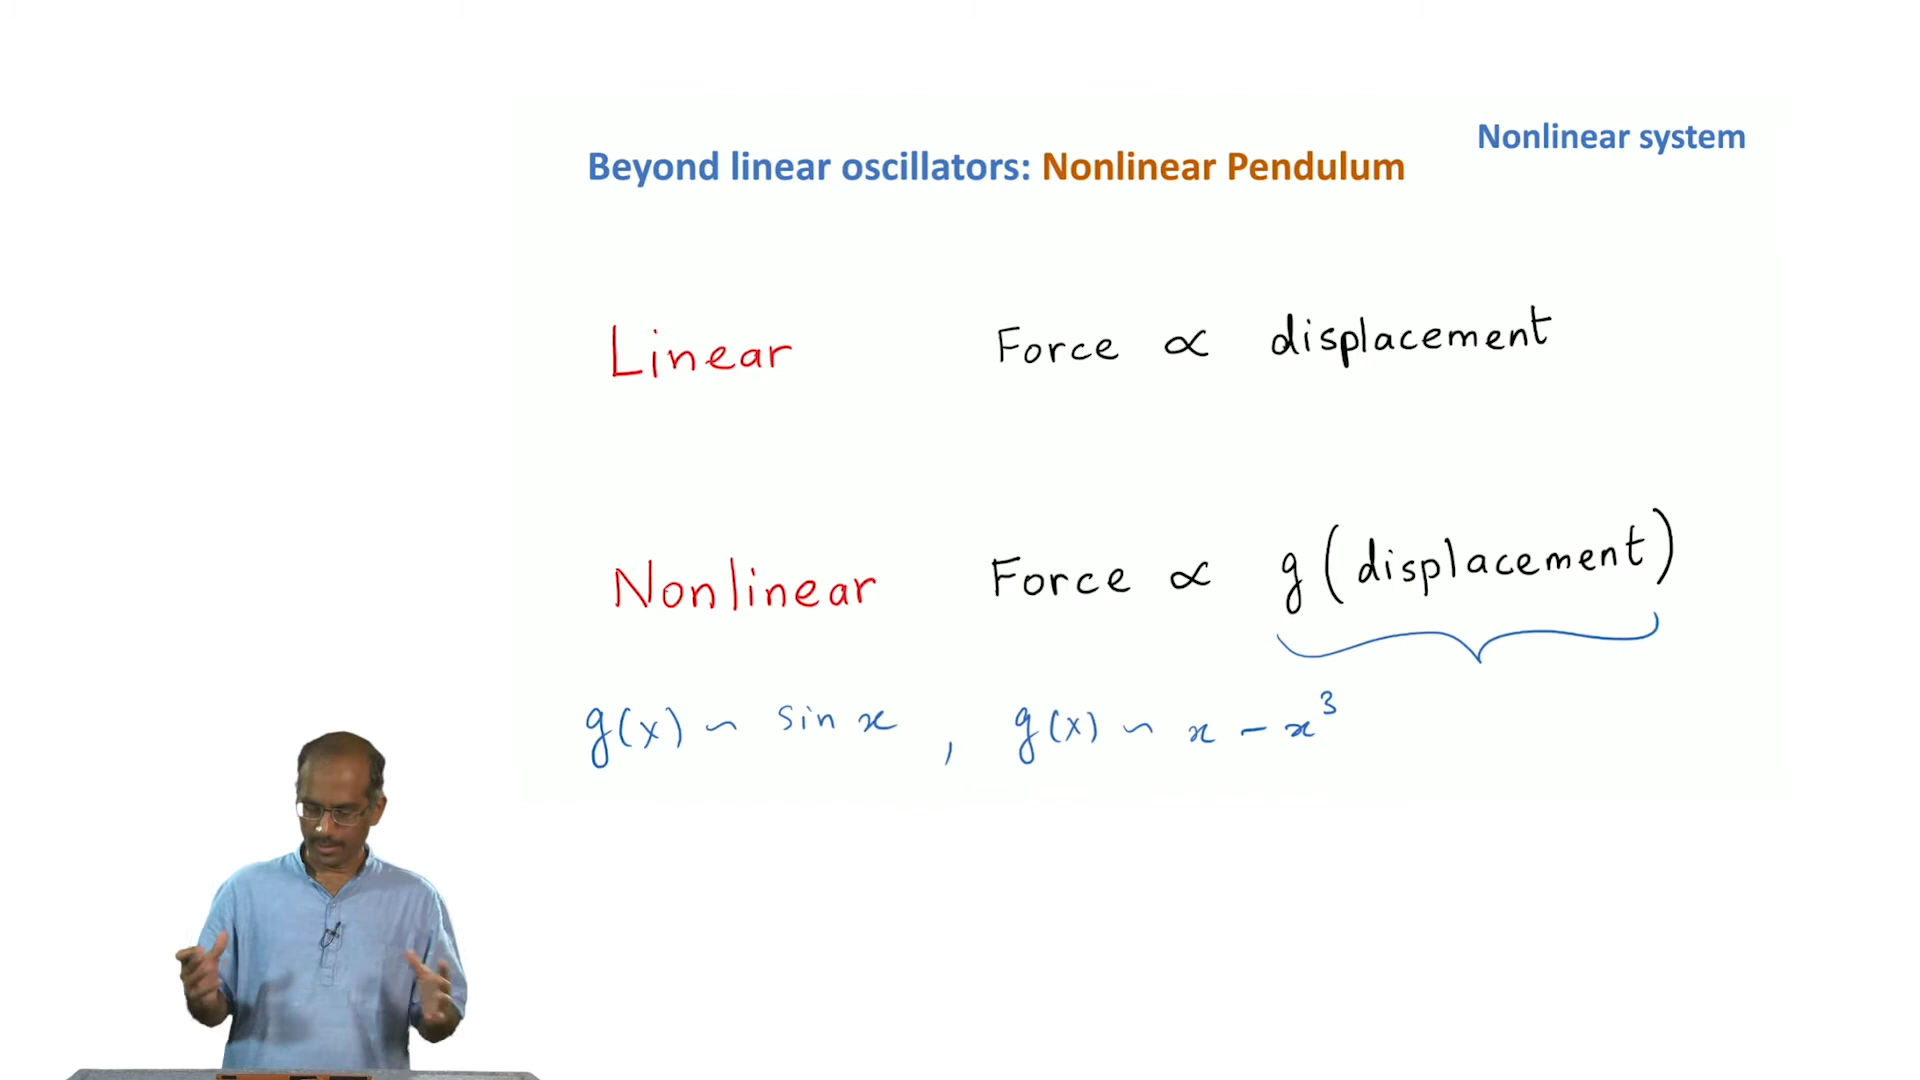 Nonlinear system
Beyond linear oscillators: Nonlinear Pendulum
Linear Force ∝ displacement
Nonlinear Force ∝ g(displacement)
g(x) ~ sin x , g(x) ~ x - x³